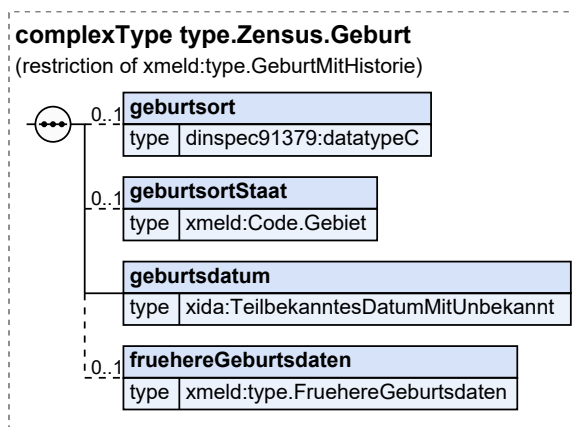 complexType type.Zensus.Geburt
(restriction of xmeld:type.GeburtMitHistorie)
0..1 geburtsort
type dinspec91379:datatypeC
0..1 geburtsortStaat
type xmeld:Code.Gebiet
geburtsdatum
type xida:TeilbekanntesDatumMitUnbekannt
0..1 fruehereGeburtsdaten
type xmeld:type.FruehereGeburtsdaten